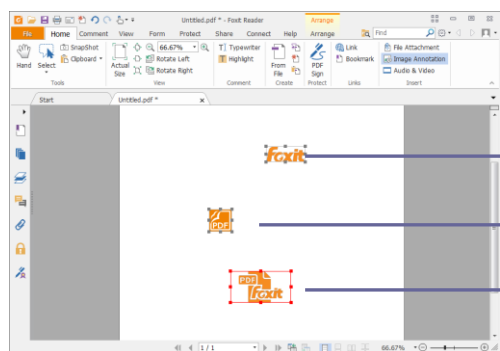 Untitled.pdf * - Foxit Reader
Arrange
File Home Comment View Form Protect Share Connect Help Arrange Find
Hand
Select
SnapShot
Clipboard
Actual Size
66.67%
Rotate Left
Rotate Right
Typewriter
Highlight
From File
PDF Sign
Link
Bookmark
File Attachment
Image Annotation
Audio & Video
Tools View Comment Create Protect Links Insert
Start Untitled.pdf *
foxit
PDF
PDF
foxit
1 / 1 66.67%